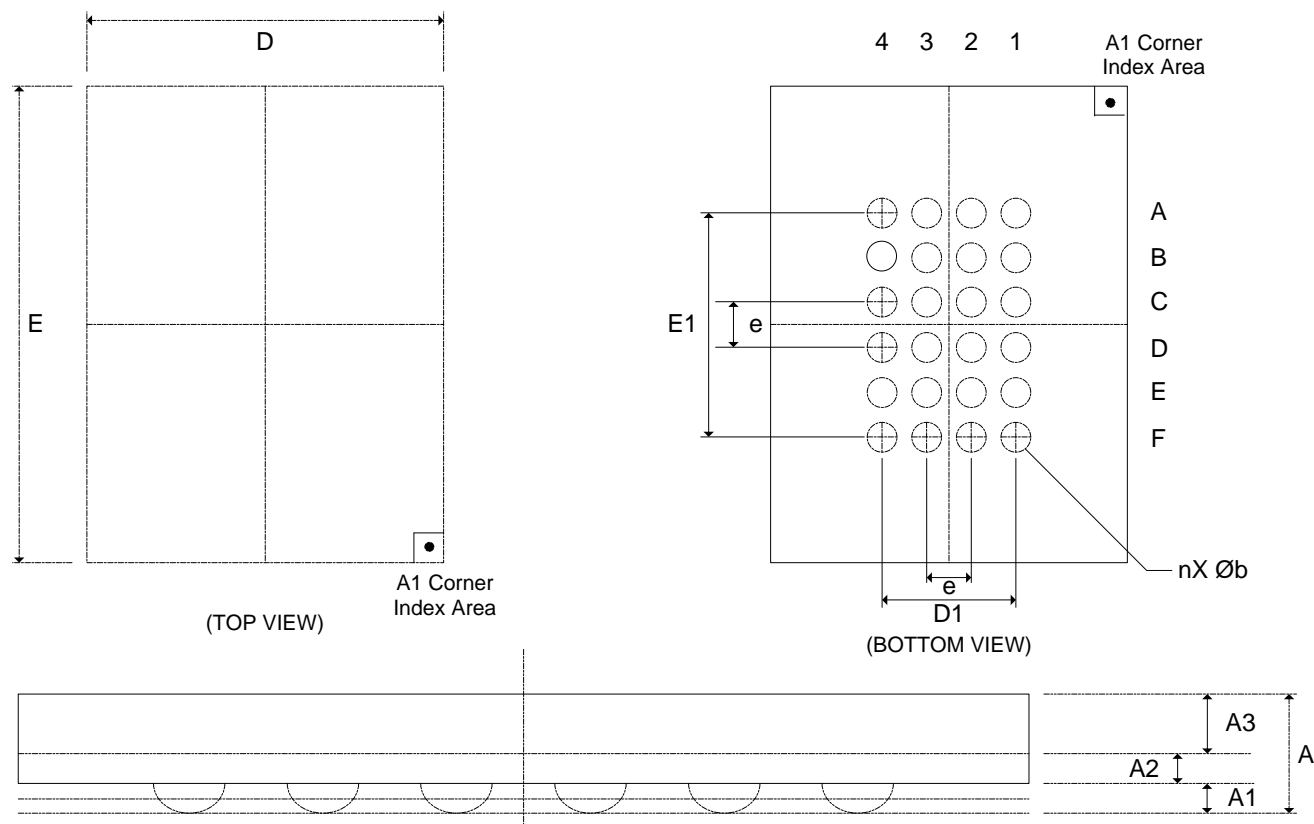 D
E
A1 Corner
Index Area
(TOP VIEW)
4 3 2 1
A1 Corner
Index Area
A
B
C
D
E
F
E1
e
e
D1
nX Øb
(BOTTOM VIEW)
A3
A2
A1
A